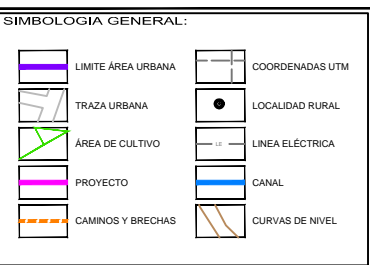 SIMBOLOGIA GENERAL:
LIMITE ÁREA URBANA
COORDENADAS UTM
TRAZA URBANA
LOCALIDAD RURAL
ÁREA DE CULTIVO
LE
LINEA ELÉCTRICA
PROYECTO
CANAL
CAMINOS Y BRECHAS
CURVAS DE NIVEL